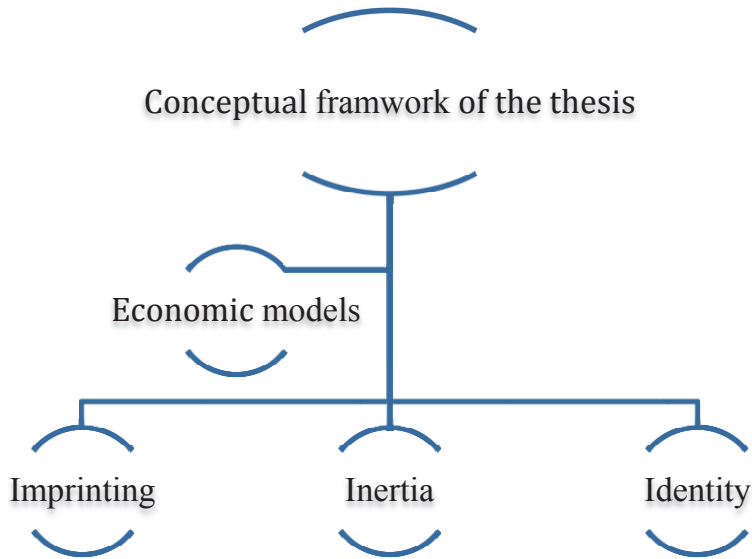 Conceptual framwork of the thesis
Economic models
Imprinting
Inertia
Identity